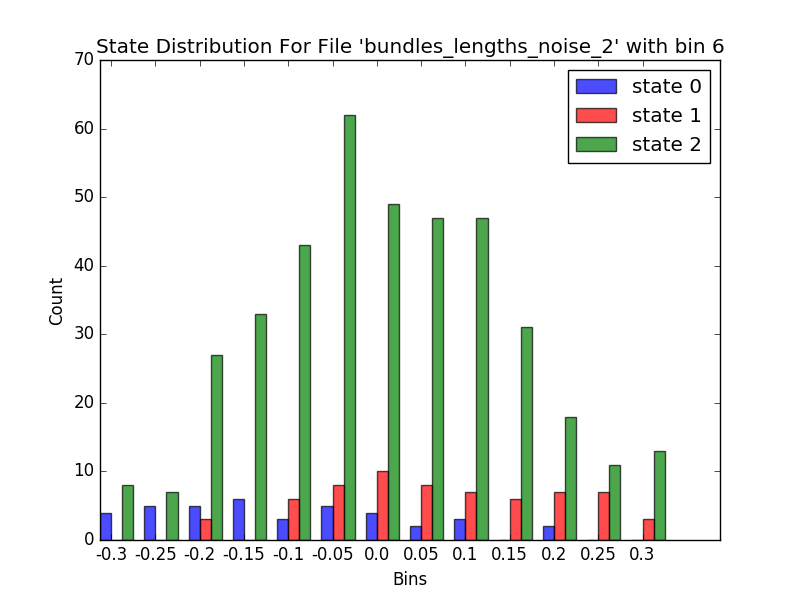 State Distribution For File 'bundles_lengths_noise_2' with bin 6
70
60
50
40
30
20
10
0
Count
state 0
state 1
state 2
-0.3 -0.25 -0.2 -0.15 -0.1 -0.05 0.0 0.05 0.1 0.15 0.2 0.25 0.3
Bins